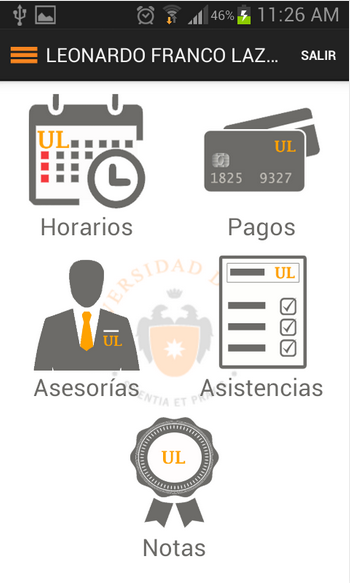 46% 11:26 AM
LEONARDO FRANCO LAZ... SALIR
UL
UL
1825 9327
Horarios Pagos
UL
UL
Asesorías Asistencias
UL
Notas